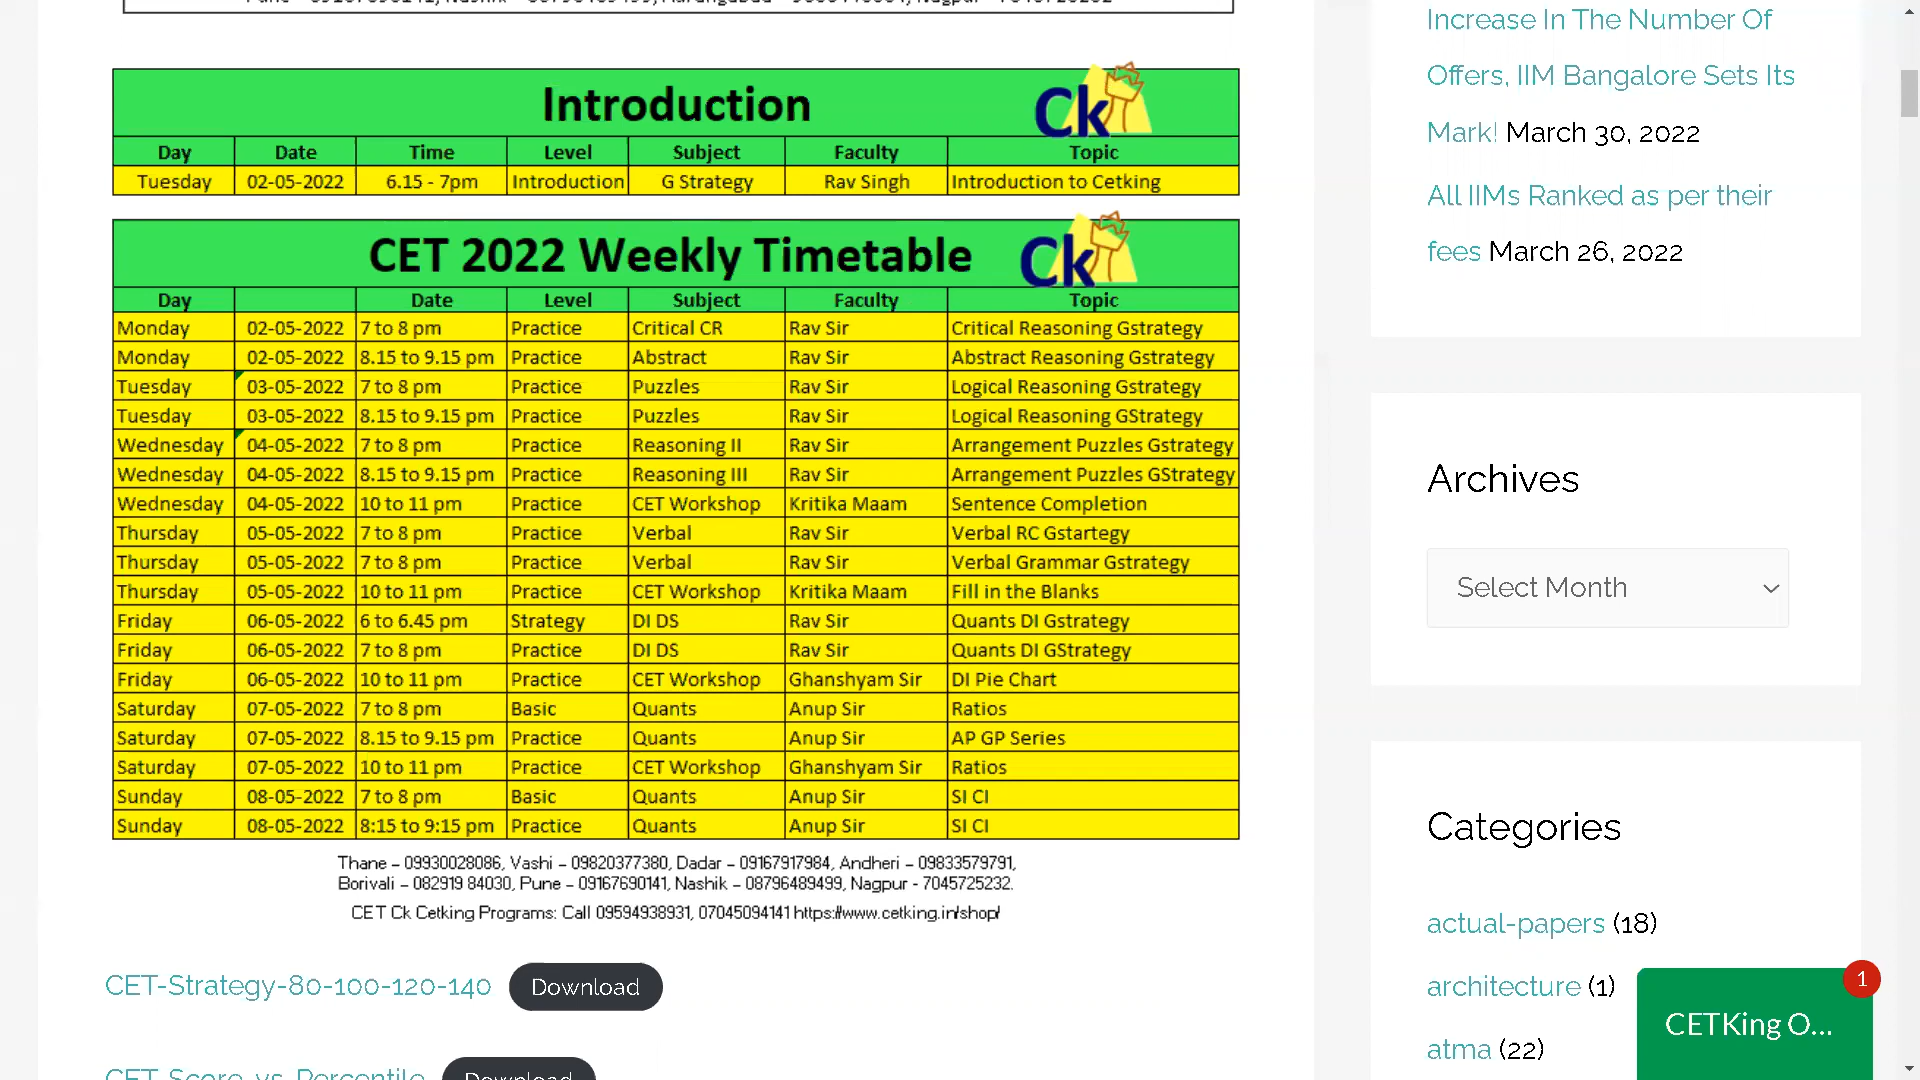 Introduction
Ck
Day Date Time Level Subject Faculty Topic
Tuesday 02-05-2022 6.15 - 7pm Introduction G Strategy Rav Singh Introduction to Cetking
CET 2022 Weekly Timetable
Ck
Day Date Level Subject Faculty Topic
Monday 02-05-2022 7 to 8 pm Practice Critical CR Rav Sir Critical Reasoning Gstrategy
Monday 02-05-2022 8.15 to 9.15 pm Practice Abstract Rav Sir Abstract Reasoning Gstrategy
Tuesday 03-05-2022 7 to 8 pm Practice Puzzles Rav Sir Logical Reasoning Gstrategy
Tuesday 03-05-2022 8.15 to 9.15 pm Practice Puzzles Rav Sir Logical Reasoning GStrategy
Wednesday 04-05-2022 7 to 8 pm Practice Reasoning II Rav Sir Arrangement Puzzles Gstrategy
Wednesday 04-05-2022 8.15 to 9.15 pm Practice Reasoning III Rav Sir Arrangement Puzzles GStrategy
Wednesday 04-05-2022 10 to 11 pm Practice CET Workshop Kritika Maam Sentence Completion
Thursday 05-05-2022 7 to 8 pm Practice Verbal Rav Sir Verbal RC Gstartegy
Thursday 05-05-2022 7 to 8 pm Practice Verbal Rav Sir Verbal Grammar Gstrategy
Thursday 05-05-2022 10 to 11 pm Practice CET Workshop Kritika Maam Fill in the Blanks
Friday 06-05-2022 6 to 6.45 pm Strategy DI DS Rav Sir Quants DI Gstrategy
Friday 06-05-2022 7 to 8 pm Practice DI DS Rav Sir Quants DI GStrategy
Friday 06-05-2022 10 to 11 pm Practice CET Workshop Ghanshyam Sir DI Pie Chart
Saturday 07-05-2022 7 to 8 pm Basic Quants Anup Sir Ratios
Saturday 07-05-2022 8.15 to 9.15 pm Practice Quants Anup Sir AP GP Series
Saturday 07-05-2022 10 to 11 pm Practice CET Workshop Ghanshyam Sir Ratios
Sunday 08-05-2022 7 to 8 pm Basic Quants Anup Sir SI CI
Sunday 08-05-2022 8:15 to 9:15 pm Practice Quants Anup Sir SI CI
Thane – 09930028086, Vashi – 09820377380, Dadar – 09167917984, Andheri – 09833579791,
Borivali – 082919 84030, Pune – 09167690141, Nashik – 08796489499, Nagpur - 7045725232.
CET Ck Cetking Programs: Call 09594938931, 07045094141 https://www.cetking.in/shop/
CET-Strategy-80-100-120-140 Download
CET-Score-vs-Percentile Download
Increase In The Number Of
Offers, IIM Bangalore Sets Its
Mark! March 30, 2022
All IIMs Ranked as per their
fees March 26, 2022
Archives
Select Month
Categories
actual-papers (18)
architecture (1)
atma (22)
1
CETKing O...